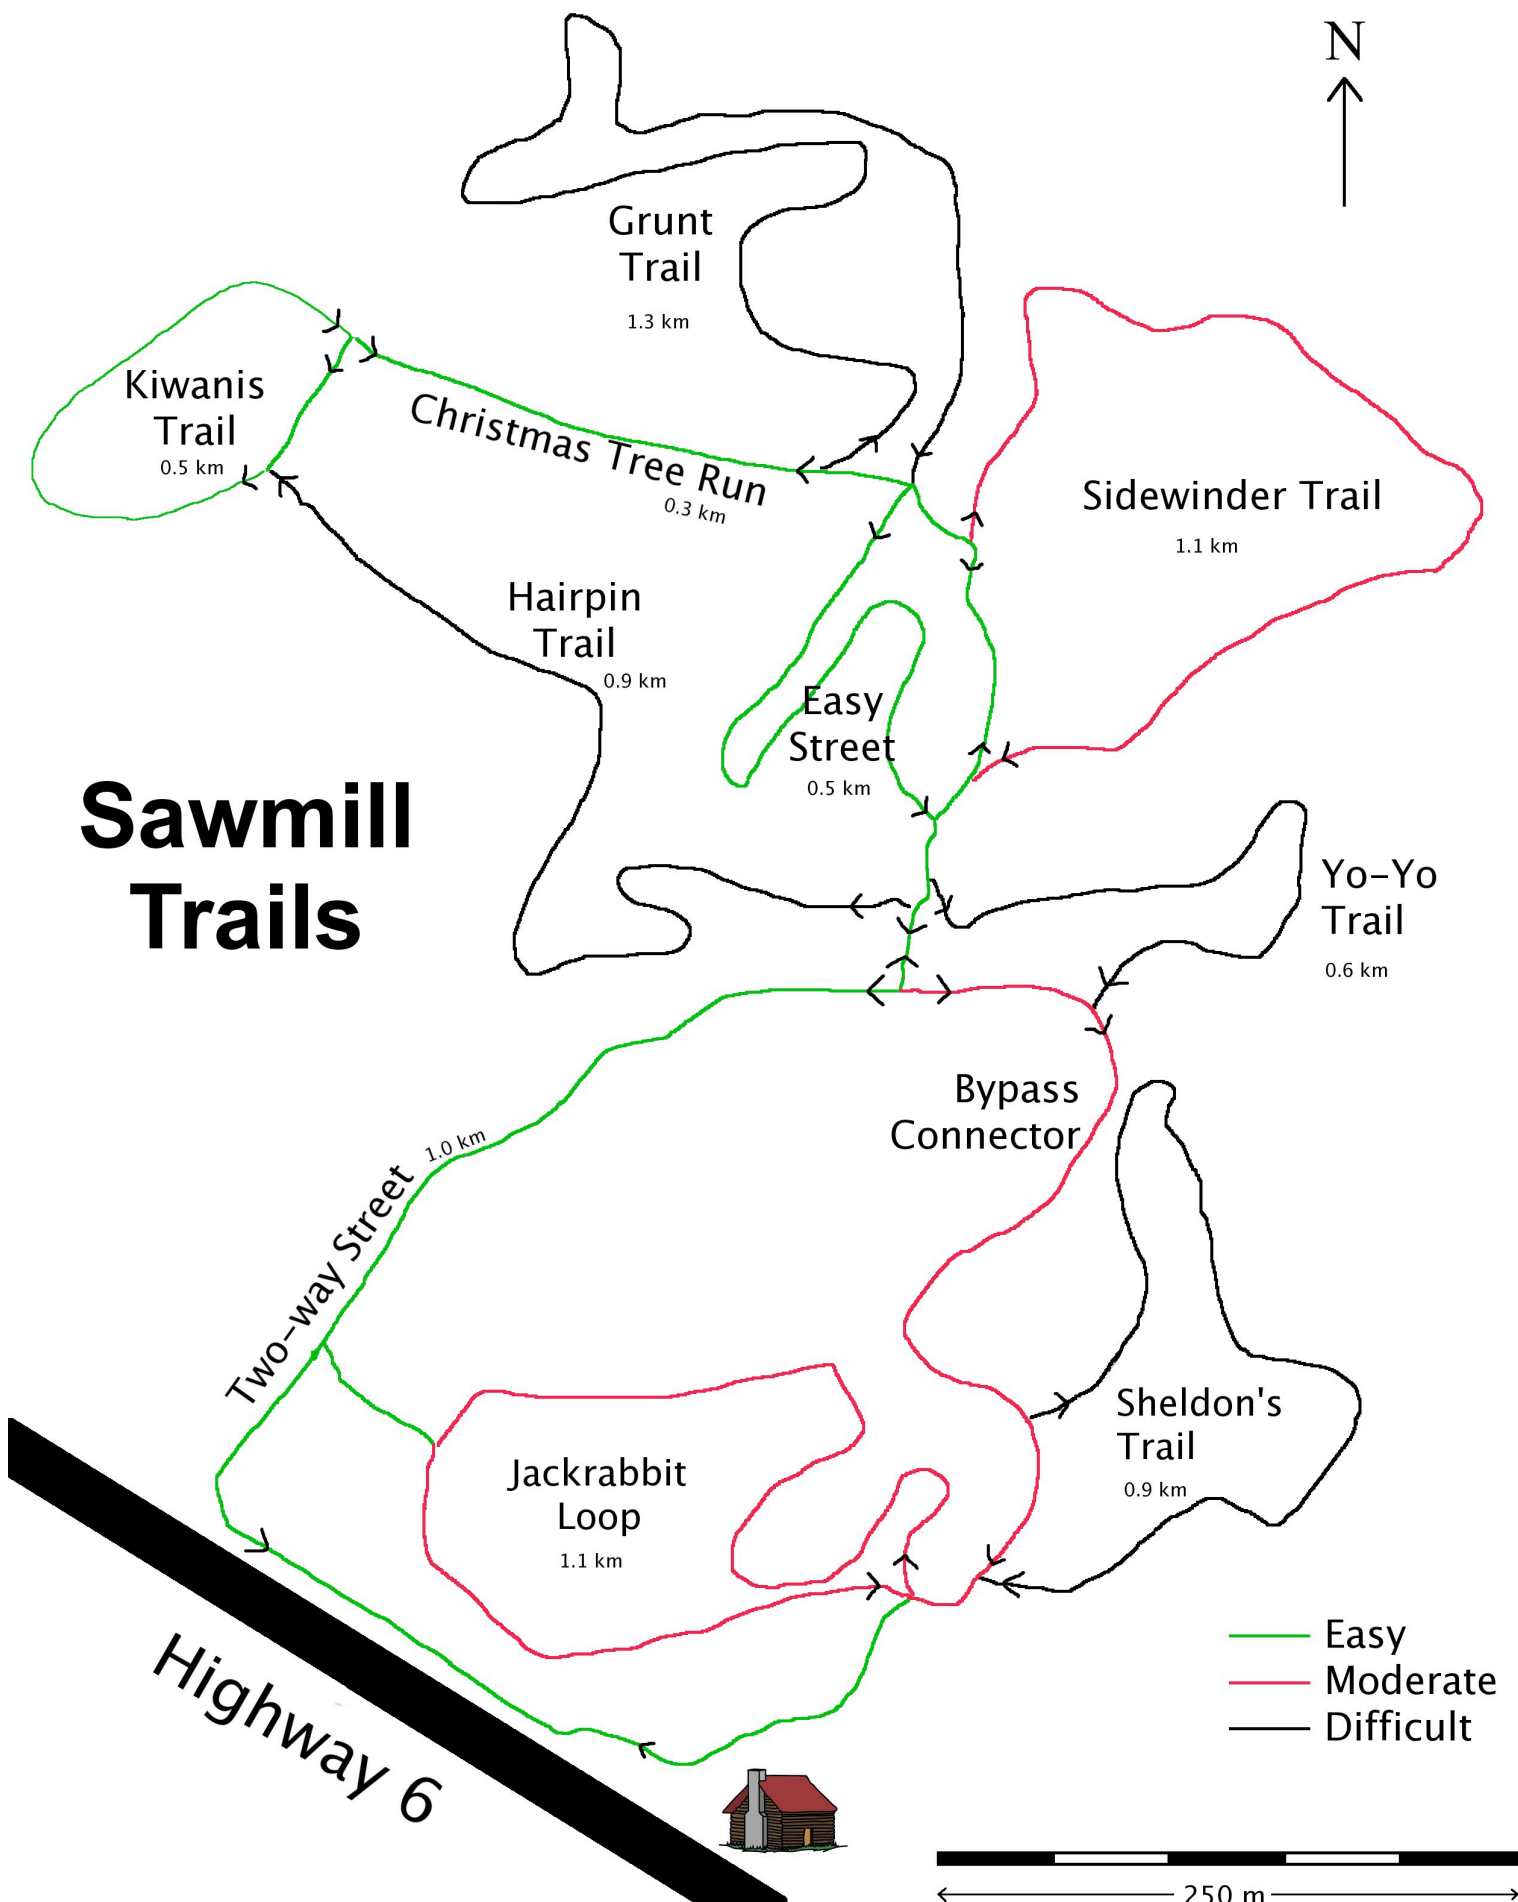 N
Grunt
Trail
1.3 km
Kiwanis
Trail
0.5 km
Christmas Tree Run
0.3 km
Sidewinder Trail
1.1 km
Hairpin
Trail
0.9 km
Easy
Street
0.5 km
Sawmill
Trails
Yo-Yo
Trail
0.6 km
Bypass
Connector
1.0 km
Two-way Street
Sheldon's
Trail
0.9 km
Jackrabbit
Loop
1.1 km
Highway 6
Easy
Moderate
Difficult
250 m